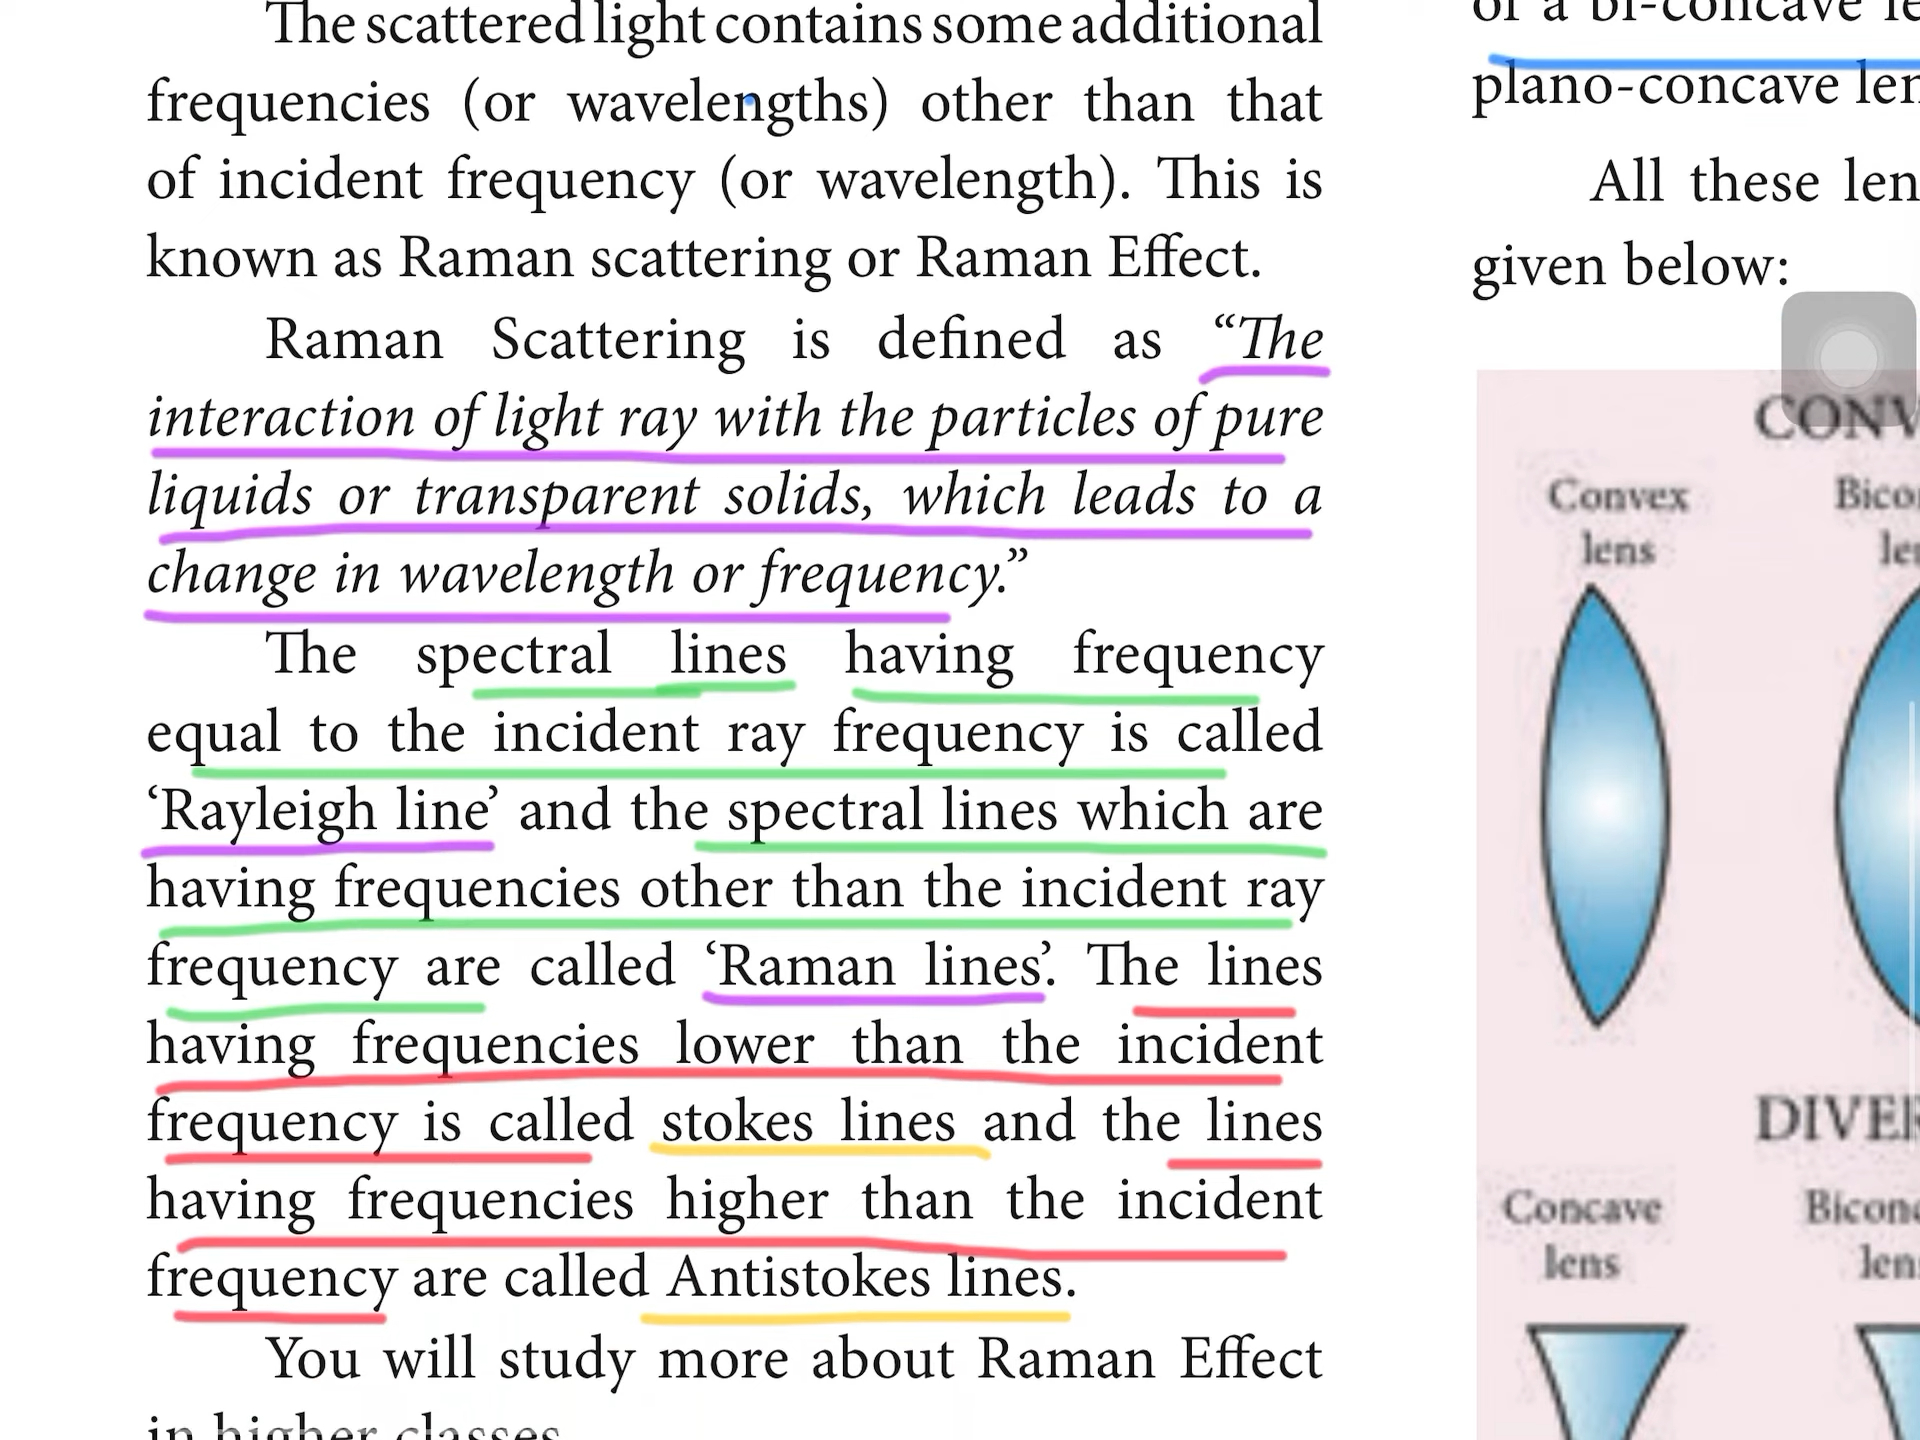 The scattered light contains some additional
frequencies (or wavelengths) other than that
of incident frequency (or wavelength). This is
known as Raman scattering or Raman Effect.
Raman Scattering is defined as “The
interaction of light ray with the particles of pure
liquids or transparent solids, which leads to a
change in wavelength or frequency.”
The spectral lines having frequency
equal to the incident ray frequency is called
‘Rayleigh line’ and the spectral lines which are
having frequencies other than the incident ray
frequency are called ‘Raman lines’. The lines
having frequencies lower than the incident
frequency is called stokes lines and the lines
having frequencies higher than the incident
frequency are called Antistokes lines.
You will study more about Raman Effect
in higher classes.
of a bi-concave
plano-concave
All these
given below:
Convex
lens
Concave
lens